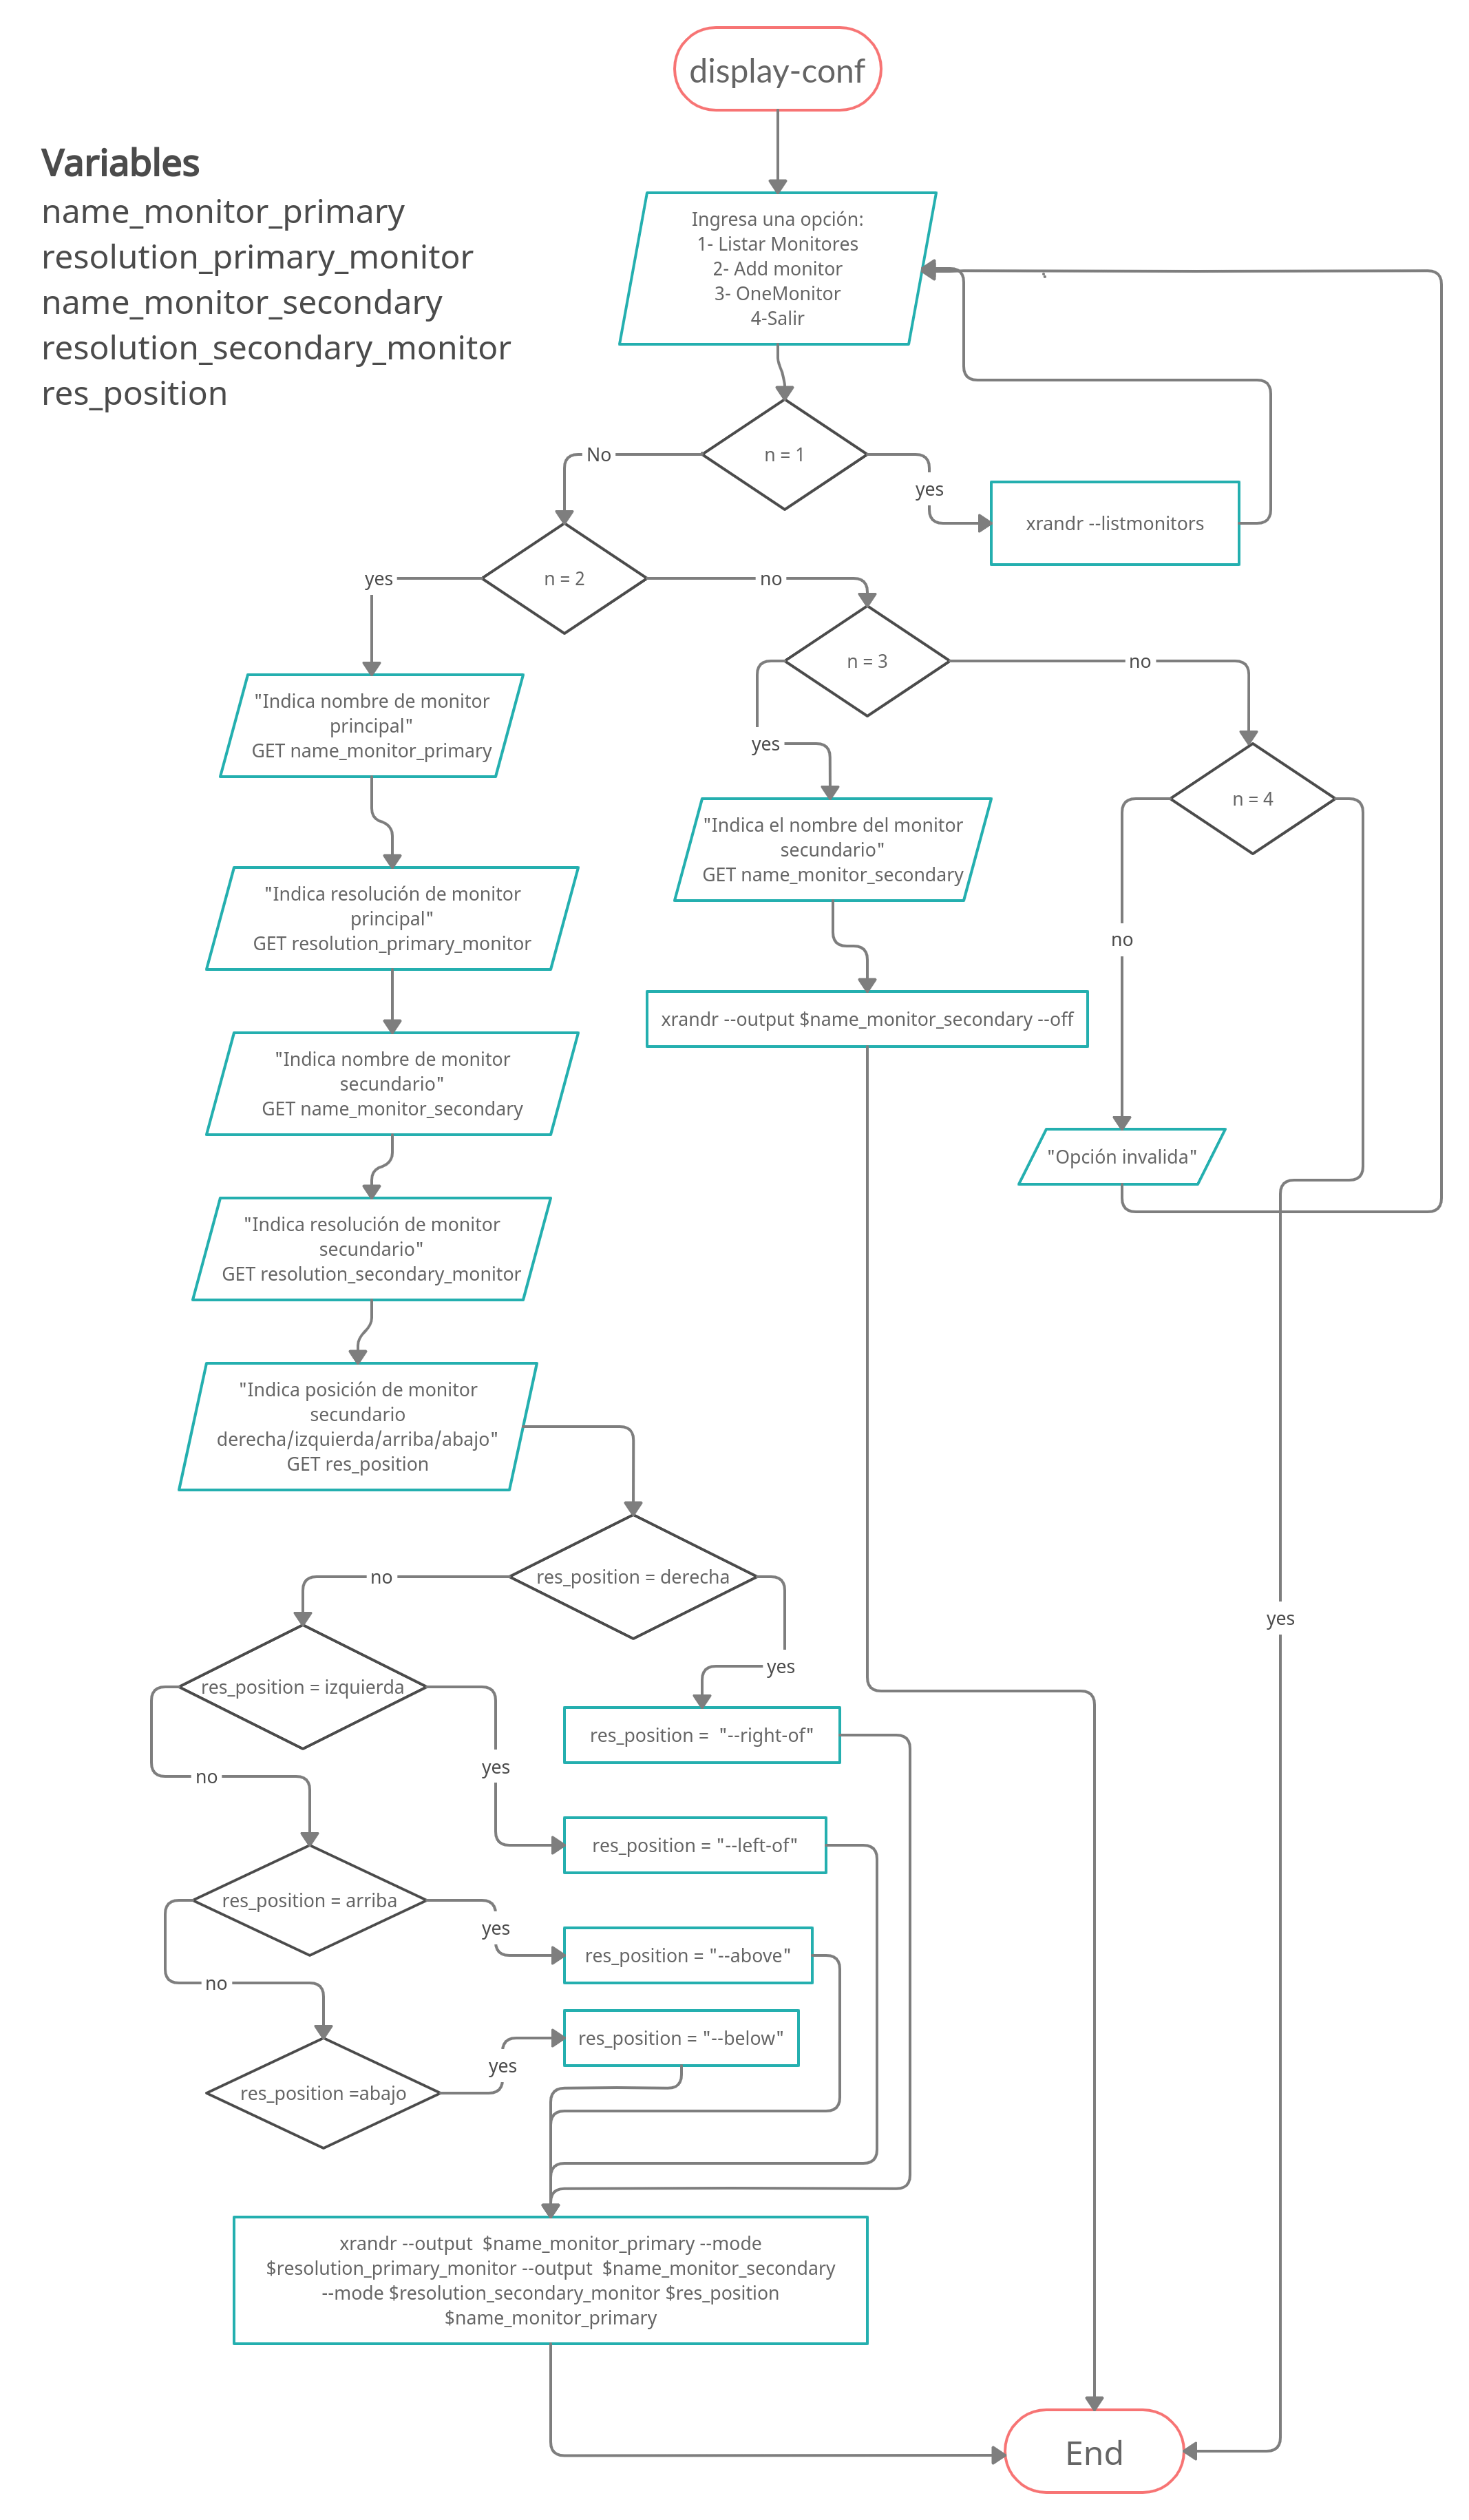 display-conf
Variables
name_monitor_primary
resolution_primary_monitor
name_monitor_secondary
resolution_secondary_monitor
res_position
Ingresa una opción:
1- Listar Monitores
2- Add monitor
3- OneMonitor
4-Salir
n = 1
No
yes
xrandr --listmonitors
n = 2
yes
no
n = 3
yes
no
n = 4
no
yes
"Indica nombre de monitor
principal"
GET name_monitor_primary
"Indica el nombre del monitor
secundario"
GET name_monitor_secondary
"Indica resolución de monitor
principal"
GET resolution_primary_monitor
xrandr --output $name_monitor_secondary --off
"Indica nombre de monitor
secundario"
GET name_monitor_secondary
"Opción invalida"
"Indica resolución de monitor
secundario"
GET resolution_secondary_monitor
"Indica posición de monitor
secundario
derecha/izquierda/arriba/abajo"
GET res_position
res_position = derecha
no
yes
res_position = izquierda
yes
no
res_position =  "--right-of"
res_position = "--left-of"
res_position = arriba
yes
no
res_position = "--above"
res_position =abajo
yes
res_position = "--below"
xrandr --output  $name_monitor_primary --mode
$resolution_primary_monitor --output  $name_monitor_secondary
--mode $resolution_secondary_monitor $res_position
$name_monitor_primary
End